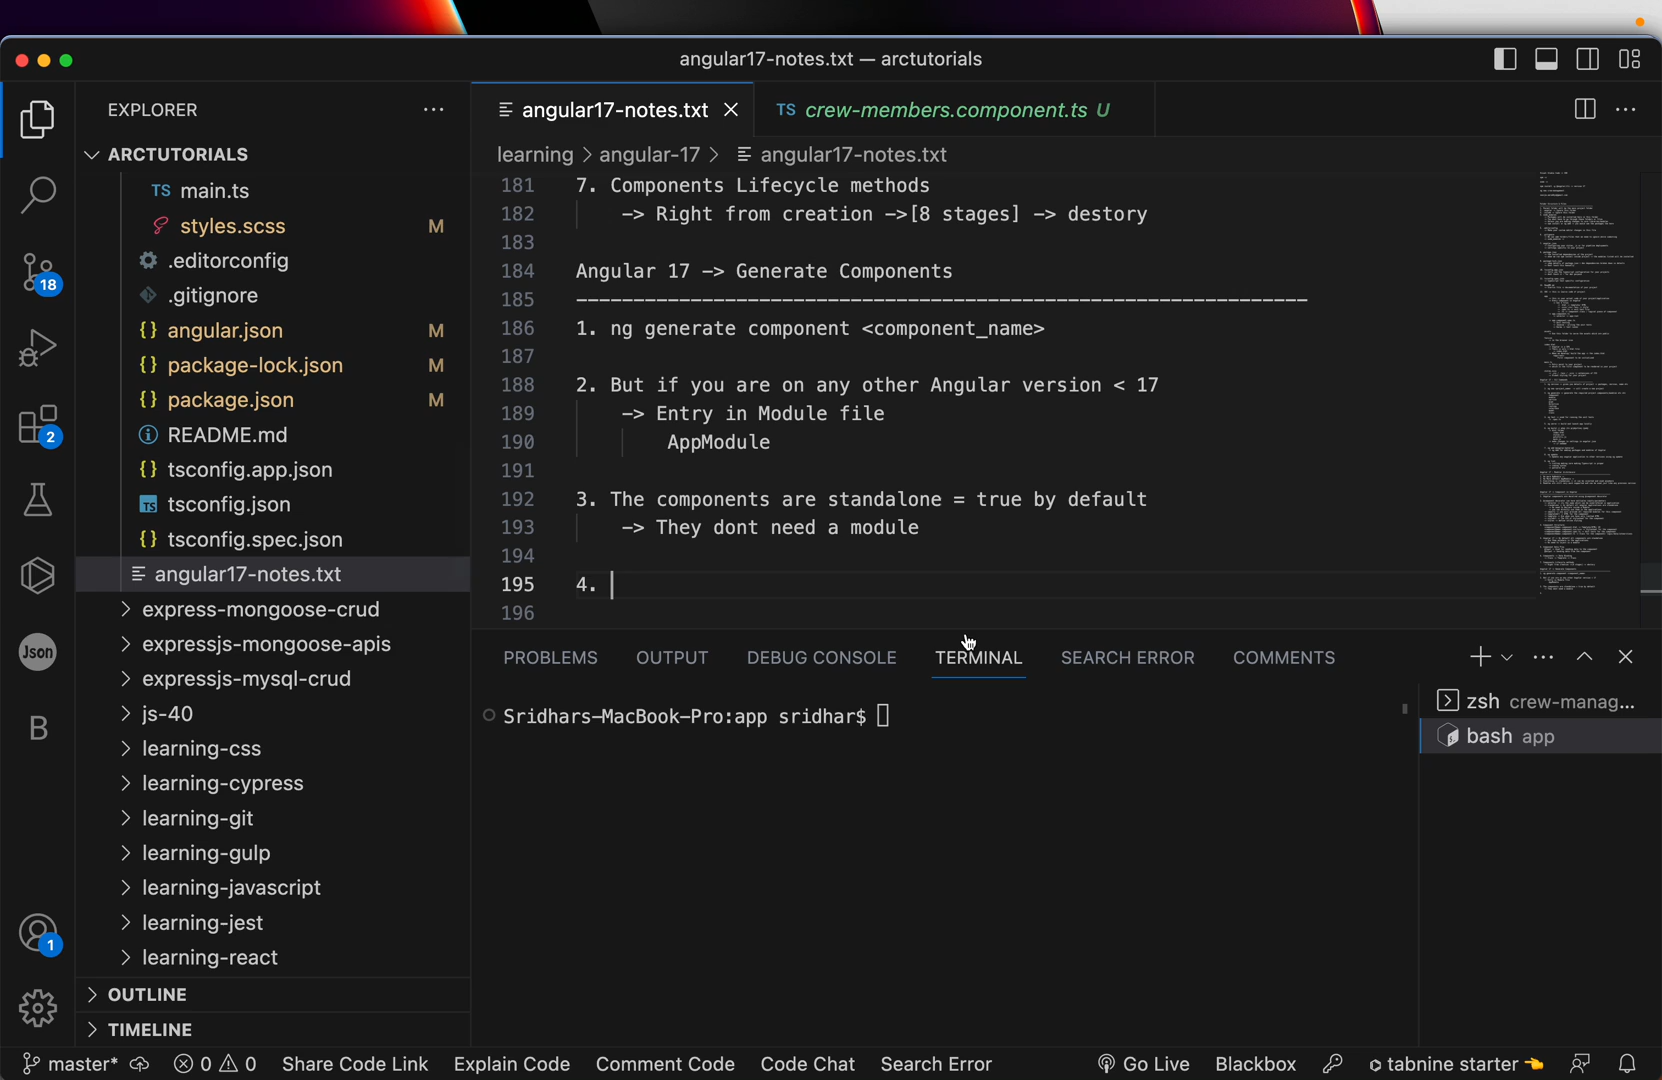 angular17-notes.txt — arctutorials
EXPLORER
angular17-notes.txt
TS crew-members.component.ts U
ARCTUTORIALS
learning > angular-17 > angular17-notes.txt
TS main.ts
styles.scss M
.editorconfig
.gitignore
{} angular.json M
{} package-lock.json M
{} package.json M
README.md
{} tsconfig.app.json
TS tsconfig.json
{} tsconfig.spec.json
angular17-notes.txt
express-mongoose-crud
expressjs-mongoose-apis
expressjs-mysql-crud
js-40
learning-css
learning-cypress
learning-git
learning-gulp
learning-javascript
learning-jest
learning-react
OUTLINE
TIMELINE
18
2
Json
B
1
181 7. Components Lifecycle methods
182 -> Right from creation ->[8 stages] -> destory
183
184 Angular 17 -> Generate Components
185 ----------------------------------------------------------------
186 1. ng generate component <component_name>
187
188 2. But if you are on any other Angular version < 17
189 -> Entry in Module file
190 AppModule
191
192 3. The components are standalone = true by default
193 -> They dont need a module
194
195 4.
196
PROBLEMS OUTPUT DEBUG CONSOLE TERMINAL SEARCH ERROR COMMENTS
Sridhars-MacBook-Pro:app sridhar$
zsh crew-manag...
bash app
master* 0 0 Share Code Link Explain Code Comment Code Code Chat Search Error Go Live Blackbox tabnine starter